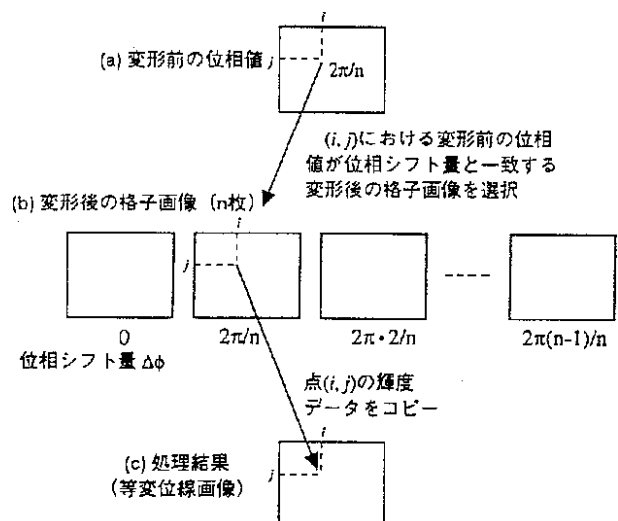 i
(a) 変形前の位相値
j
2π/n
(i, j)における変形前の位相
値が位相シフト量と一致する
変形後の格子画像を選択
(b) 変形後の格子画像（n枚）
i
j
0
2π/n
2π・2/n
2π(n-1)/n
位相シフト量 Δϕ
点(i, j)の輝度
データをコピー
i
(c) 処理結果
j
（等変位線画像）